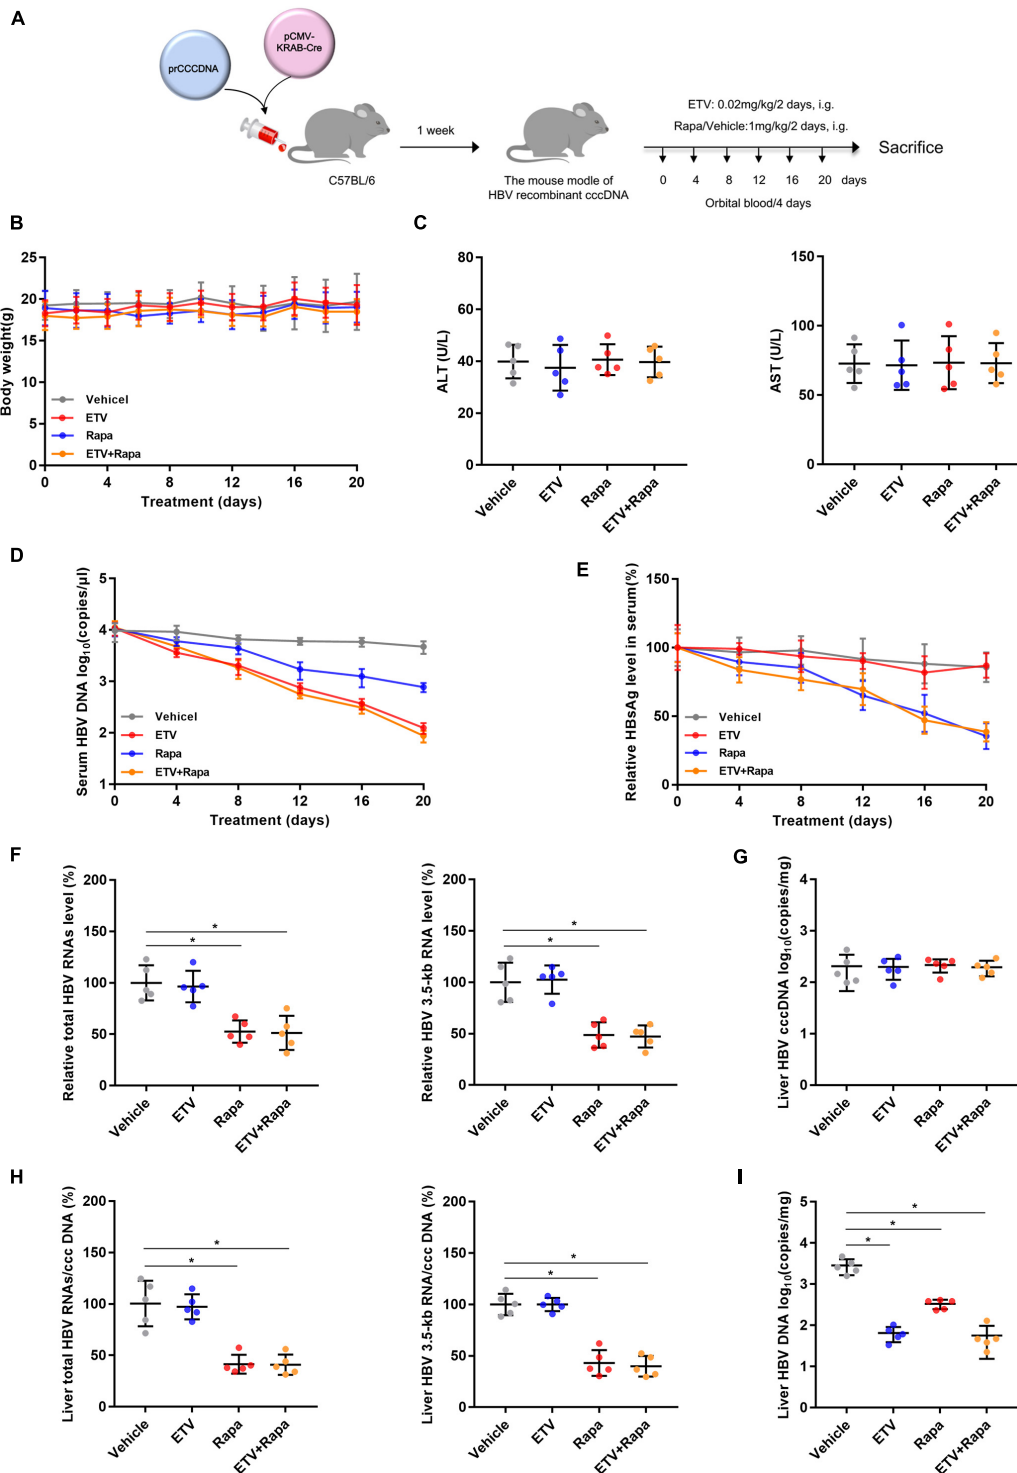 A
pCMV-
KRAB-Cre
prCCCDNA
ETV: 0.02mg/kg/2 days, i.g.
Rapa/Vehicle:1mg/kg/2 days, i.g.
1 week
Sacrifice
C57BL/6
The mouse modle of
HBV recombinant cccDNA
0 4 8 12 16 20 days
Orbital blood/4 days
B
Body weight(g)
25
20
15
10
5
0
Vehicel
ETV
Rapa
ETV+Rapa
0 4 8 12 16 20
Treatment (days)
C
ALT (U/L)
80
60
40
20
0
Vehicle ETV Rapa ETV+Rapa
AST (U/L)
150
100
50
0
Vehicle ETV Rapa ETV+Rapa
D
Serum HBV DNA log10(copies/μl)
5
4
3
2
1
Vehicel
ETV
Rapa
ETV+Rapa
0 4 8 12 16 20
Treatment (days)
E
Relative HBsAg level in serum(%)
150
100
50
0
Vehicel
ETV
Rapa
ETV+Rapa
0 4 8 12 16 20
Treatment (days)
F
Relative total HBV RNAs level (%)
200
150
100
50
0
*
*
Vehicle ETV Rapa ETV+Rapa
Relative HBV 3.5-kb RNA level (%)
200
150
100
50
0
*
*
Vehicle ETV Rapa ETV+Rapa
G
Liver HBV cccDNA log10(copies/mg)
4
3
2
1
0
Vehicle ETV Rapa ETV+Rapa
H
Liver total HBV RNAs/ccc DNA (%)
200
150
100
50
0
*
*
Vehicle ETV Rapa ETV+Rapa
Liver HBV 3.5-kb RNA/ccc DNA (%)
200
150
100
50
0
*
*
Vehicle ETV Rapa ETV+Rapa
I
Liver HBV DNA log10(copies/mg)
5
4
3
2
1
0
*
*
*
Vehicle ETV Rapa ETV+Rapa